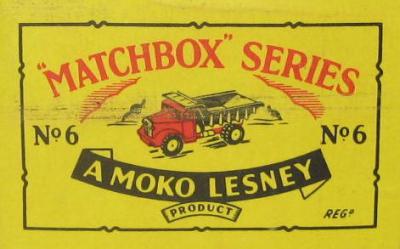 "MATCHBOX" SERIES
Nº6 Nº6
A MOKO LESNEY
PRODUCT
REGᴰ